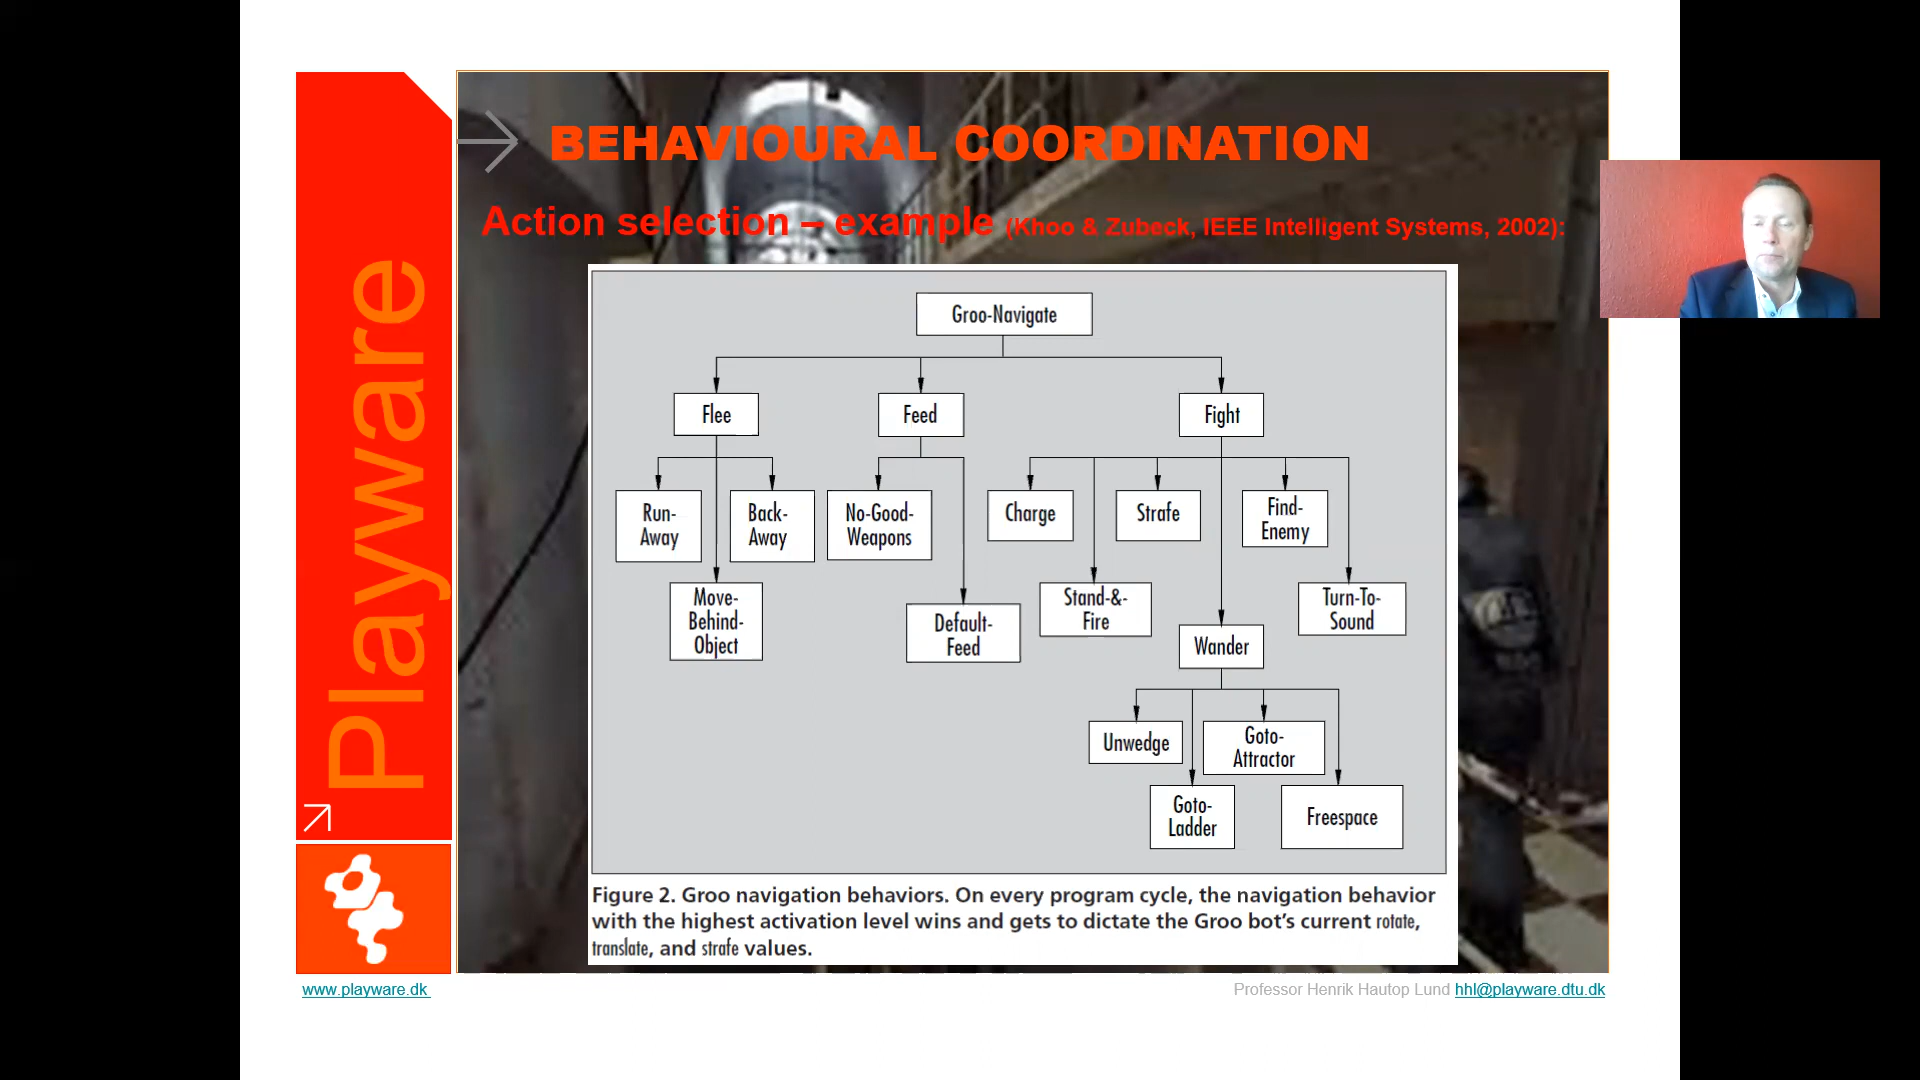 BEHAVIOURAL COORDINATION
Action selection – example (Khoo & Zubeck, IEEE Intelligent Systems, 2002):
Playware
Groo-Navigate
Flee
Feed
Fight
Run-
Away
Back-
Away
No-Good-
Weapons
Charge
Strafe
Find-
Enemy
Move-
Behind-
Object
Default-
Feed
Stand-&-
Fire
Wander
Turn-To-
Sound
Unwedge
Goto-
Attractor
Goto-
Ladder
Freespace
Figure 2. Groo navigation behaviors. On every program cycle, the navigation behavior
with the highest activation level wins and gets to dictate the Groo bot’s current rotate,
translate, and strafe values.
www.playware.dk
Professor Henrik Hautop Lund hhl@playware.dtu.dk